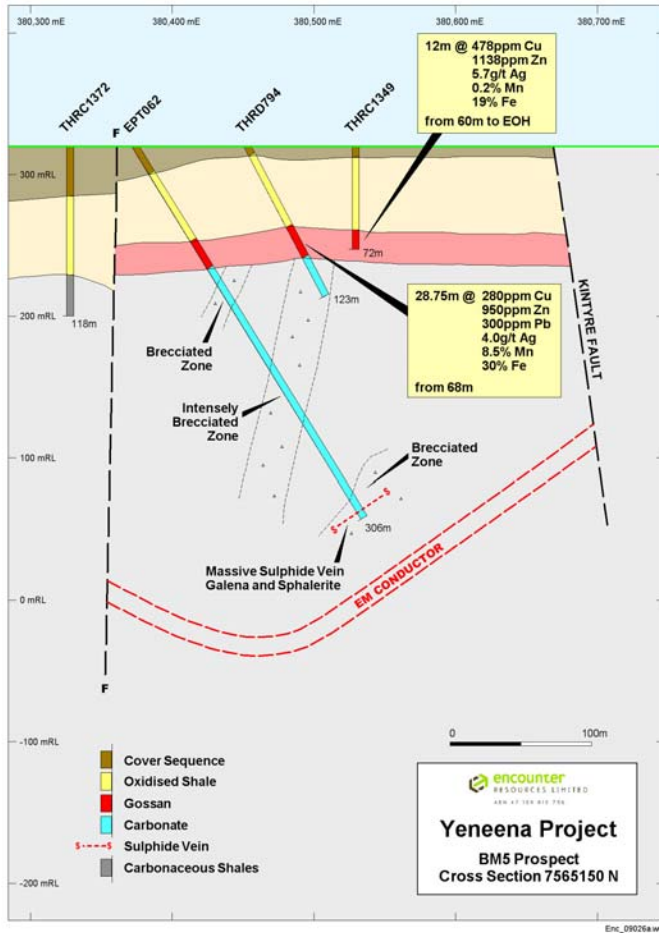 380,300 mE
380,400 mE
380,500 mE
380,600 mE
380,700 mE
THRC1372
F
EPT062
THRD794
THRC1349
12m @ 478ppm Cu
1138ppm Zn
5.7g/t Ag
0.2% Mn
19% Fe
from 60m to EOH
300 mRL
72m
200 mRL
118m
123m
28.75m @ 280ppm Cu
950ppm Zn
300ppm Pb
4.0g/t Ag
8.5% Mn
30% Fe
from 68m
KINTYRE FAULT
Brecciated
Zone
Intensely
Brecciated
Zone
100 mRL
Brecciated
Zone
$
$
306m
Massive Sulphide Vein
Galena and Sphalerite
EM CONDUCTOR
0 mRL
F
-100 mRL
0
100m
Cover Sequence
Oxidised Shale
Gossan
Carbonate
$ $ Sulphide Vein
Carbonaceous Shales
encounter
RESOURCES LIMITED
Yeneena Project
BM5 Prospect
Cross Section 7565150 N
-200 mRL
Enc_09026a.w